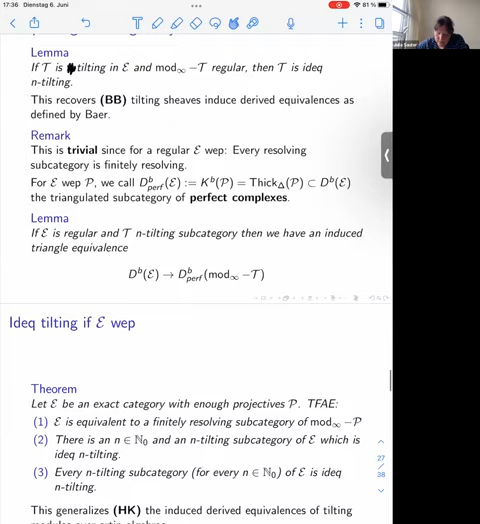 17:36 Dienstag 6. Juni
81 %
Lemma
If T is tilting in E and mod∞ −T regular, then T is ideq
n-tilting.
This recovers (BB) tilting sheaves induce derived equivalences as
defined by Baer.
Remark
This is trivial since for a regular E wep: Every resolving
subcategory is finitely resolving.
For E wep P, we call D^b_perf(E) := K^b(P) = Thick_Δ(P) ⊂ D^b(E)
the triangulated subcategory of perfect complexes.
Lemma
If E is regular and T n-tilting subcategory then we have an induced
triangle equivalence
D^b(E) → D^b_perf(mod∞ −T)
Ideq tilting if E wep
Theorem
Let E be an exact category with enough projectives P. TFAE:
(1) E is equivalent to a finitely resolving subcategory of mod∞ −P
(2) There is an n ∈ ℕ₀ and an n-tilting subcategory of E which is
ideq n-tilting.
(3) Every n-tilting subcategory (for every n ∈ ℕ₀) of E is ideq
n-tilting.
27
/
38
This generalizes (HK) the induced derived equivalences of tilting